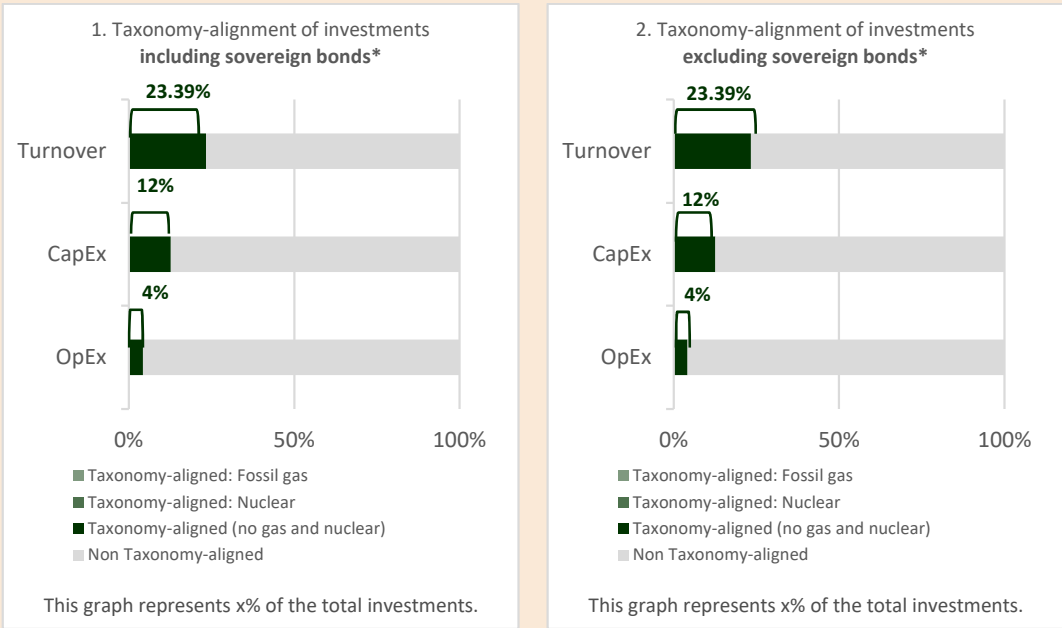 1. Taxonomy-alignment of investments
including sovereign bonds*
23.39%
Turnover
12%
CapEx
4%
OpEx
0%
50%
100%
Taxonomy-aligned: Fossil gas
Taxonomy-aligned: Nuclear
Taxonomy-aligned (no gas and nuclear)
Non Taxonomy-aligned
This graph represents x% of the total investments.
2. Taxonomy-alignment of investments
excluding sovereign bonds*
23.39%
Turnover
12%
CapEx
4%
OpEx
0%
50%
100%
Taxonomy-aligned: Fossil gas
Taxonomy-aligned: Nuclear
Taxonomy-aligned (no gas and nuclear)
Non Taxonomy-aligned
This graph represents x% of the total investments.